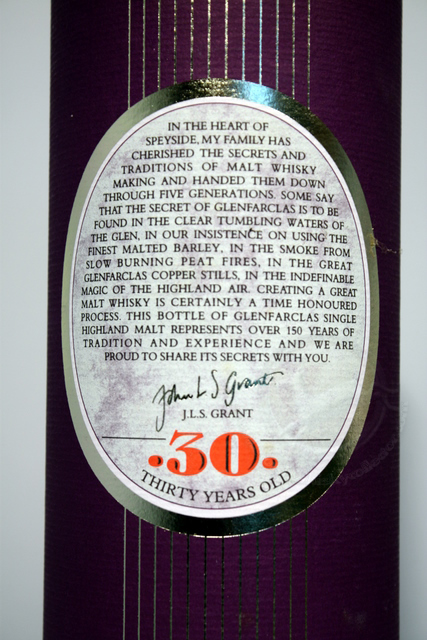 IN THE HEART OF
SPEYSIDE, MY FAMILY HAS
CHERISHED THE SECRETS AND
TRADITIONS OF MALT WHISKY
MAKING AND HANDED THEM DOWN
THROUGH FIVE GENERATIONS. SOME SAY
THAT THE SECRET OF GLENFARCLAS IS TO BE
FOUND IN THE CLEAR TUMBLING WATERS OF
THE GLEN, IN OUR INSISTENCE ON USING THE
FINEST MALTED BARLEY, IN THE SMOKE FROM
SLOW BURNING PEAT FIRES, IN THE GREAT
GLENFARCLAS COPPER STILLS, IN THE INDEFINABLE
MAGIC OF THE HIGHLAND AIR. CREATING A GREAT
MALT WHISKY IS CERTAINLY A TIME HONOURED
PROCESS. THIS BOTTLE OF GLENFARCLAS SINGLE
HIGHLAND MALT REPRESENTS OVER 150 YEARS OF
TRADITION AND EXPERIENCE AND WE ARE
PROUD TO SHARE ITS SECRETS WITH YOU.
John L S Grant
J.L.S. GRANT
.30.
THIRTY YEARS OLD